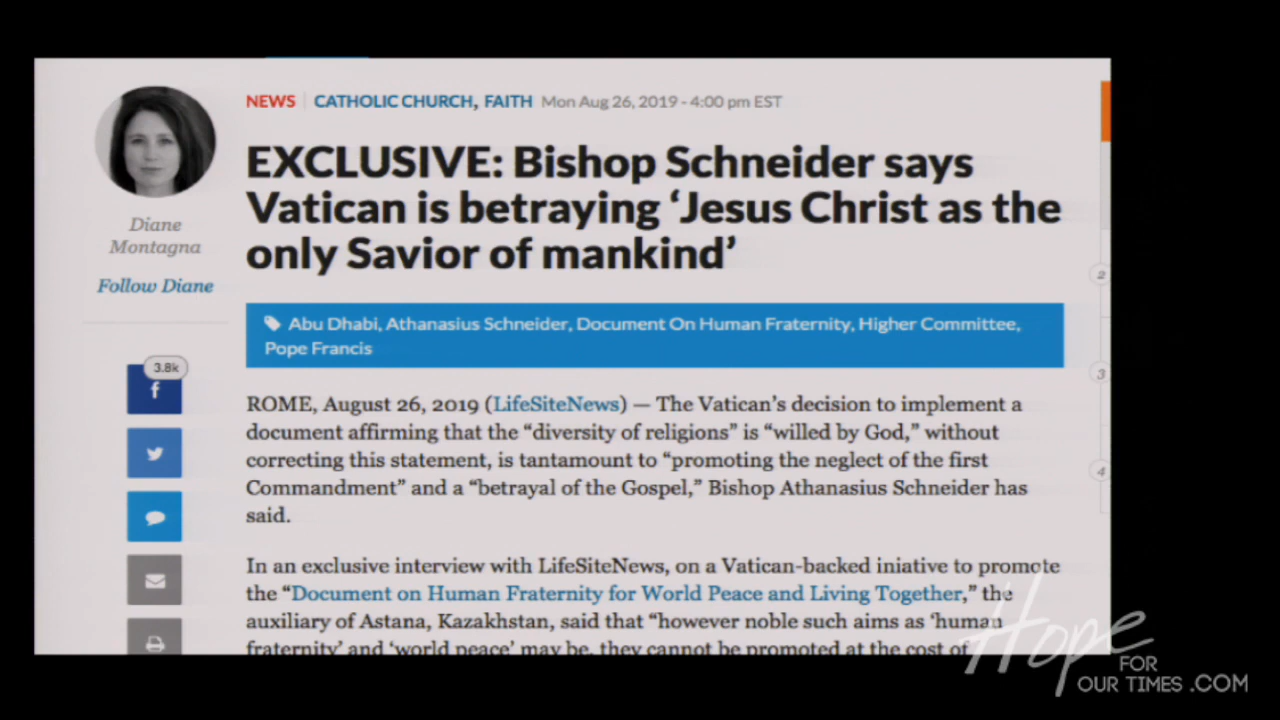 NEWS CATHOLIC CHURCH, FAITH Mon Aug 26, 2019 - 4:00 pm EST
EXCLUSIVE: Bishop Schneider says
Vatican is betraying ‘Jesus Christ as the
only Savior of mankind’
Diane
Montagna
Follow Diane
Abu Dhabi, Athanasius Schneider, Document On Human Fraternity, Higher Committee,
Pope Francis
3.8k
f
ROME, August 26, 2019 (LifeSiteNews) — The Vatican’s decision to implement a
document affirming that the “diversity of religions” is “willed by God,” without
correcting this statement, is tantamount to “promoting the neglect of the first
Commandment” and a “betrayal of the Gospel,” Bishop Athanasius Schneider has
said.
In an exclusive interview with LifeSiteNews, on a Vatican-backed iniative to promote
the “Document on Human Fraternity for World Peace and Living Together,” the
auxiliary of Astana, Kazakhstan, said that “however noble such aims as ‘human
fraternity’ and ‘world peace’ may be, they cannot be promoted at the cost of
2
3
4
Hope
FOR
OUR TIMES .COM